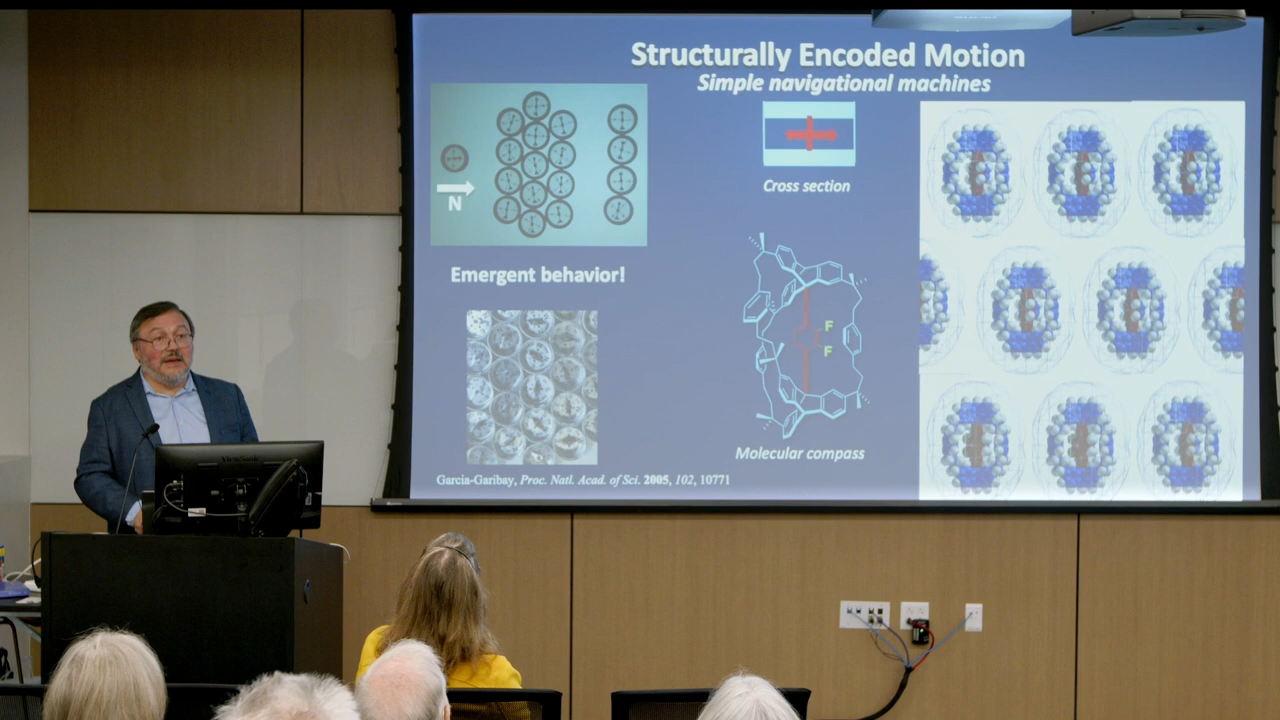 Structurally Encoded Motion
Simple navigational machines
N
Cross section
Emergent behavior!
F
F
Molecular compass
Garcia-Garibay, Proc. Natl. Acad. of Sci. 2005, 102, 10771
ViewSonic